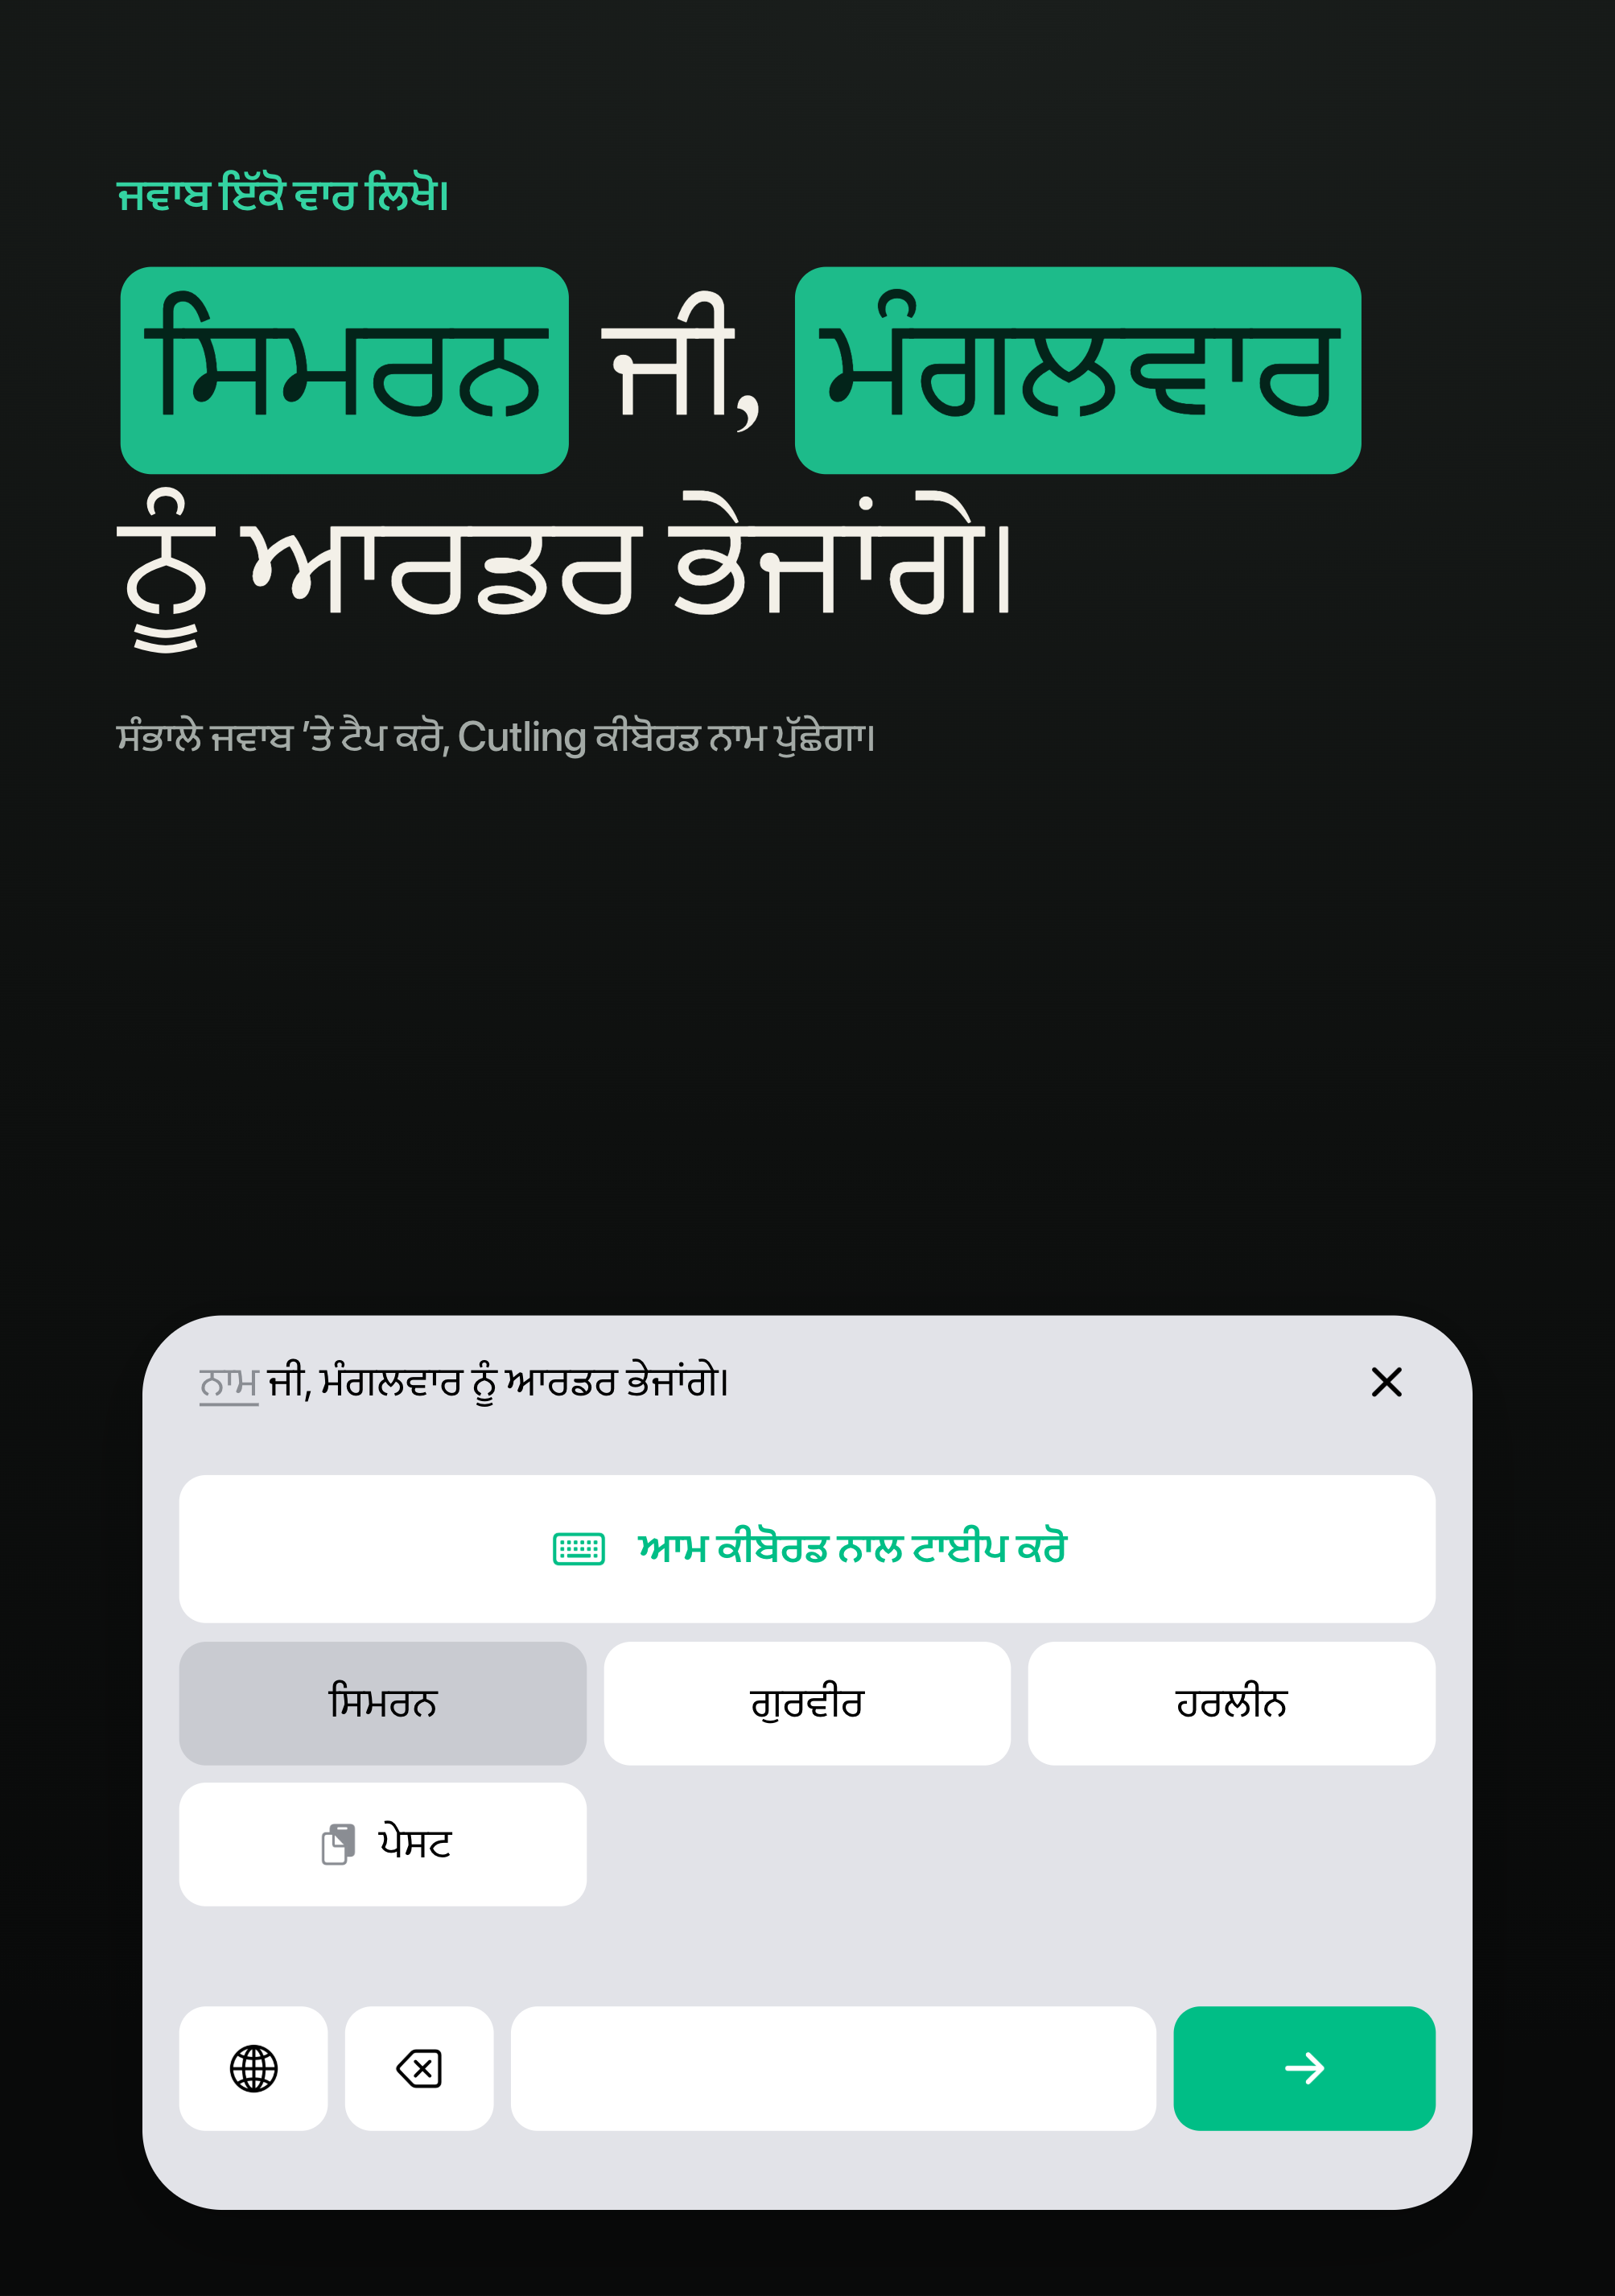 ਜਵਾਬ ਇੱਕੋ ਵਾਰ ਲਿਖੋ।
ਸਿਮਰਨ ਜੀ, ਮੰਗਲਵਾਰ
ਨੂੰ ਆਰਡਰ ਭੇਜਾਂਗੇ।
ਸੰਭਾਲੇ ਜਵਾਬ ’ਤੇ ਟੈਪ ਕਰੋ, Cutling ਕੀਬੋਰਡ ਨਾਮ ਪੁੱਛੇਗਾ।
ਨਾਮ ਜੀ, ਮੰਗਲਵਾਰ ਨੂੰ ਆਰਡਰ ਭੇਜਾਂਗੇ।
ਆਮ ਕੀਬੋਰਡ ਨਾਲ ਟਾਈਪ ਕਰੋ
ਸਿਮਰਨ ਗੁਰਵੀਰ ਹਰਲੀਨ
ਪੇਸਟ